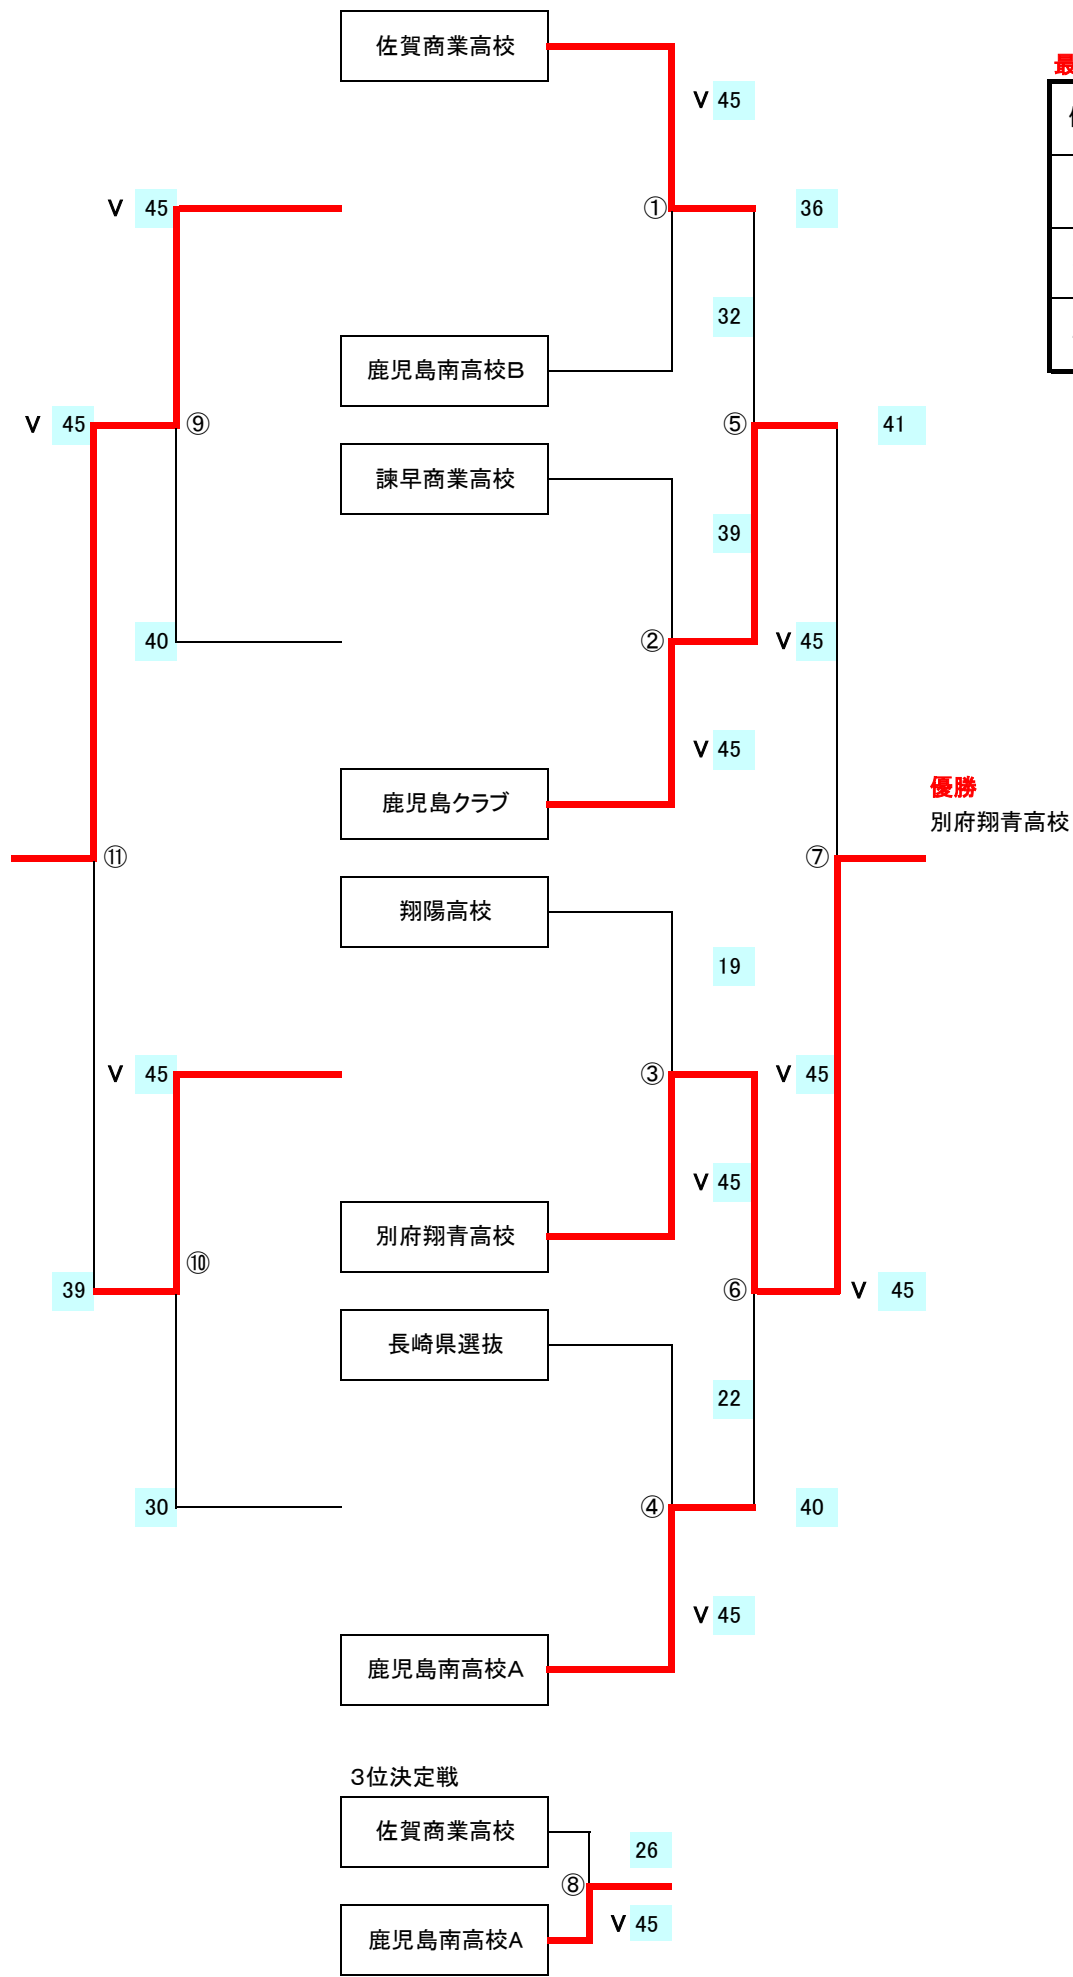 佐賀商業高校
最
V 45
V 45
①
36
32
鹿児島南高校B
V 45
⑨
⑤
41
諫早商業高校
39
40
②
V 45
V 45
鹿児島クラブ
優勝
別府翔青高校
⑪
⑦
翔陽高校
19
V 45
③
V 45
V 45
別府翔青高校
⑩
39
⑥
V 45
長崎県選抜
22
30
④
40
V 45
鹿児島南高校A
3位決定戦
佐賀商業高校
26
⑧
V 45
鹿児島南高校A